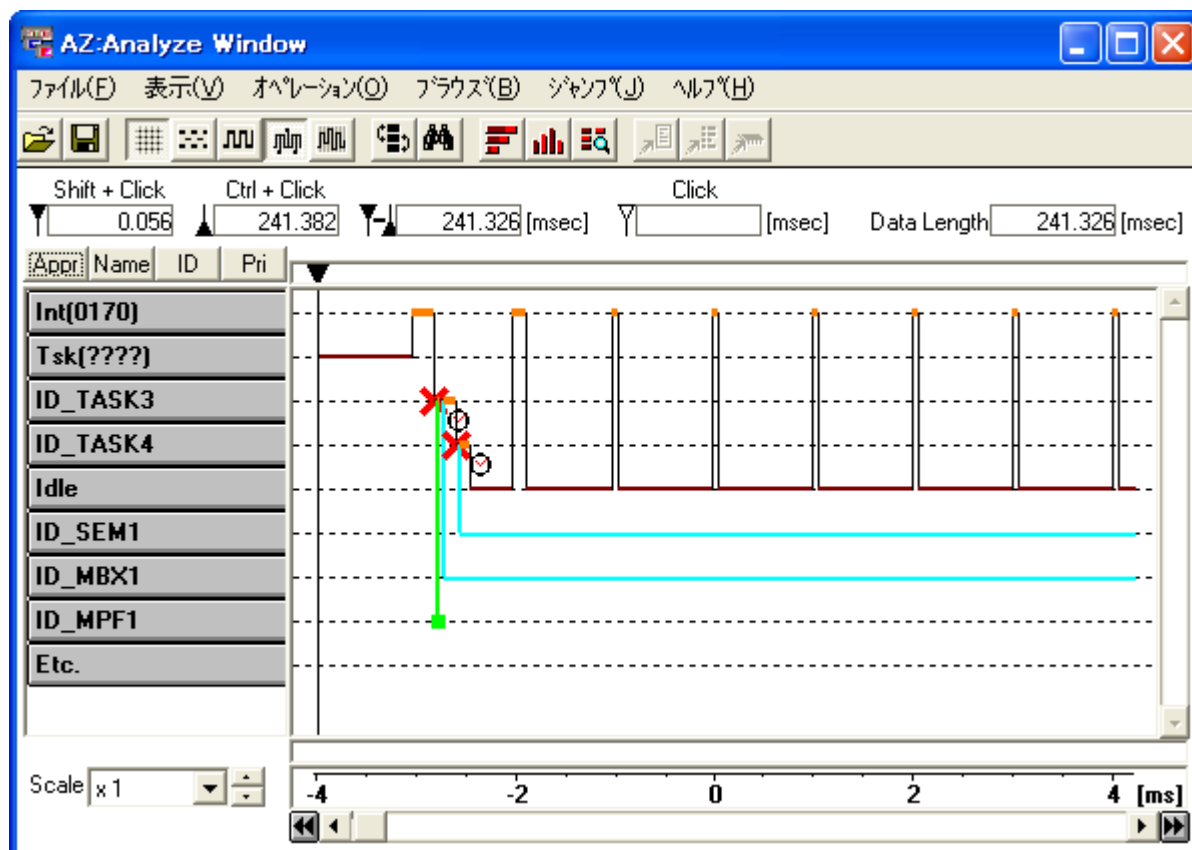 AZ:Analyze Window
ﾌｧｲﾙ(F) 表示(V) ｵﾍﾟﾚｰｼｮﾝ(O) ﾌﾞﾗｳｽﾞ(B) ｼﾞｬﾝﾌﾟ(J) ﾍﾙﾌﾟ(H)
Shift + Click Ctrl + Click Click
0.056 241.382 241.326 [msec] [msec] Data Length 241.326 [msec]
Appr Name ID Pri
Int(0170)
Tsk(????)
ID_TASK3
ID_TASK4
Idle
ID_SEM1
ID_MBX1
ID_MPF1
Etc.
Scale x 1
-4 -2 0 2 4 [ms]